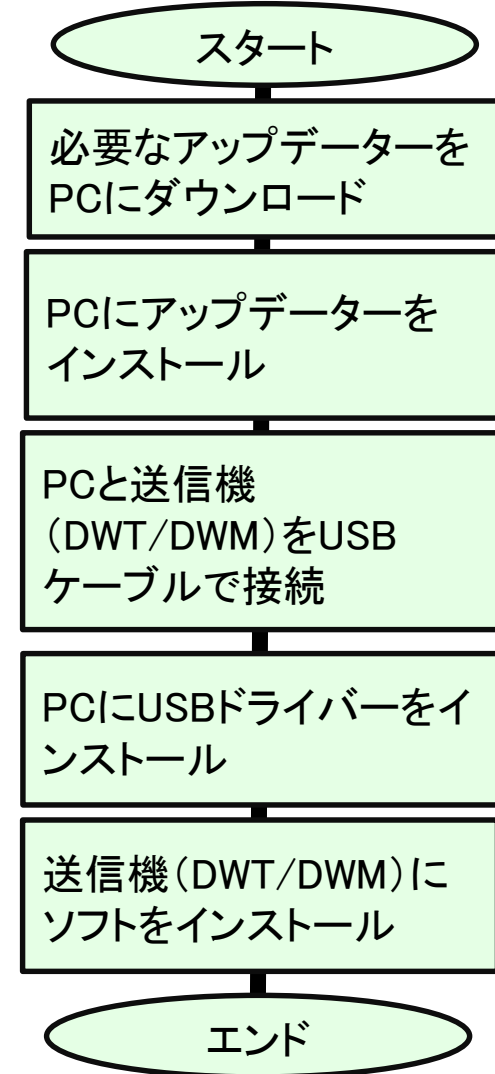 スタート
必要なアップデーターを
PCにダウンロード
PCにアップデーターを
インストール
PCと送信機
（DWT/DWM）をUSB
ケーブルで接続
PCにUSBドライバーをイ
ンストール
送信機（DWT/DWM）に
ソフトをインストール
エンド